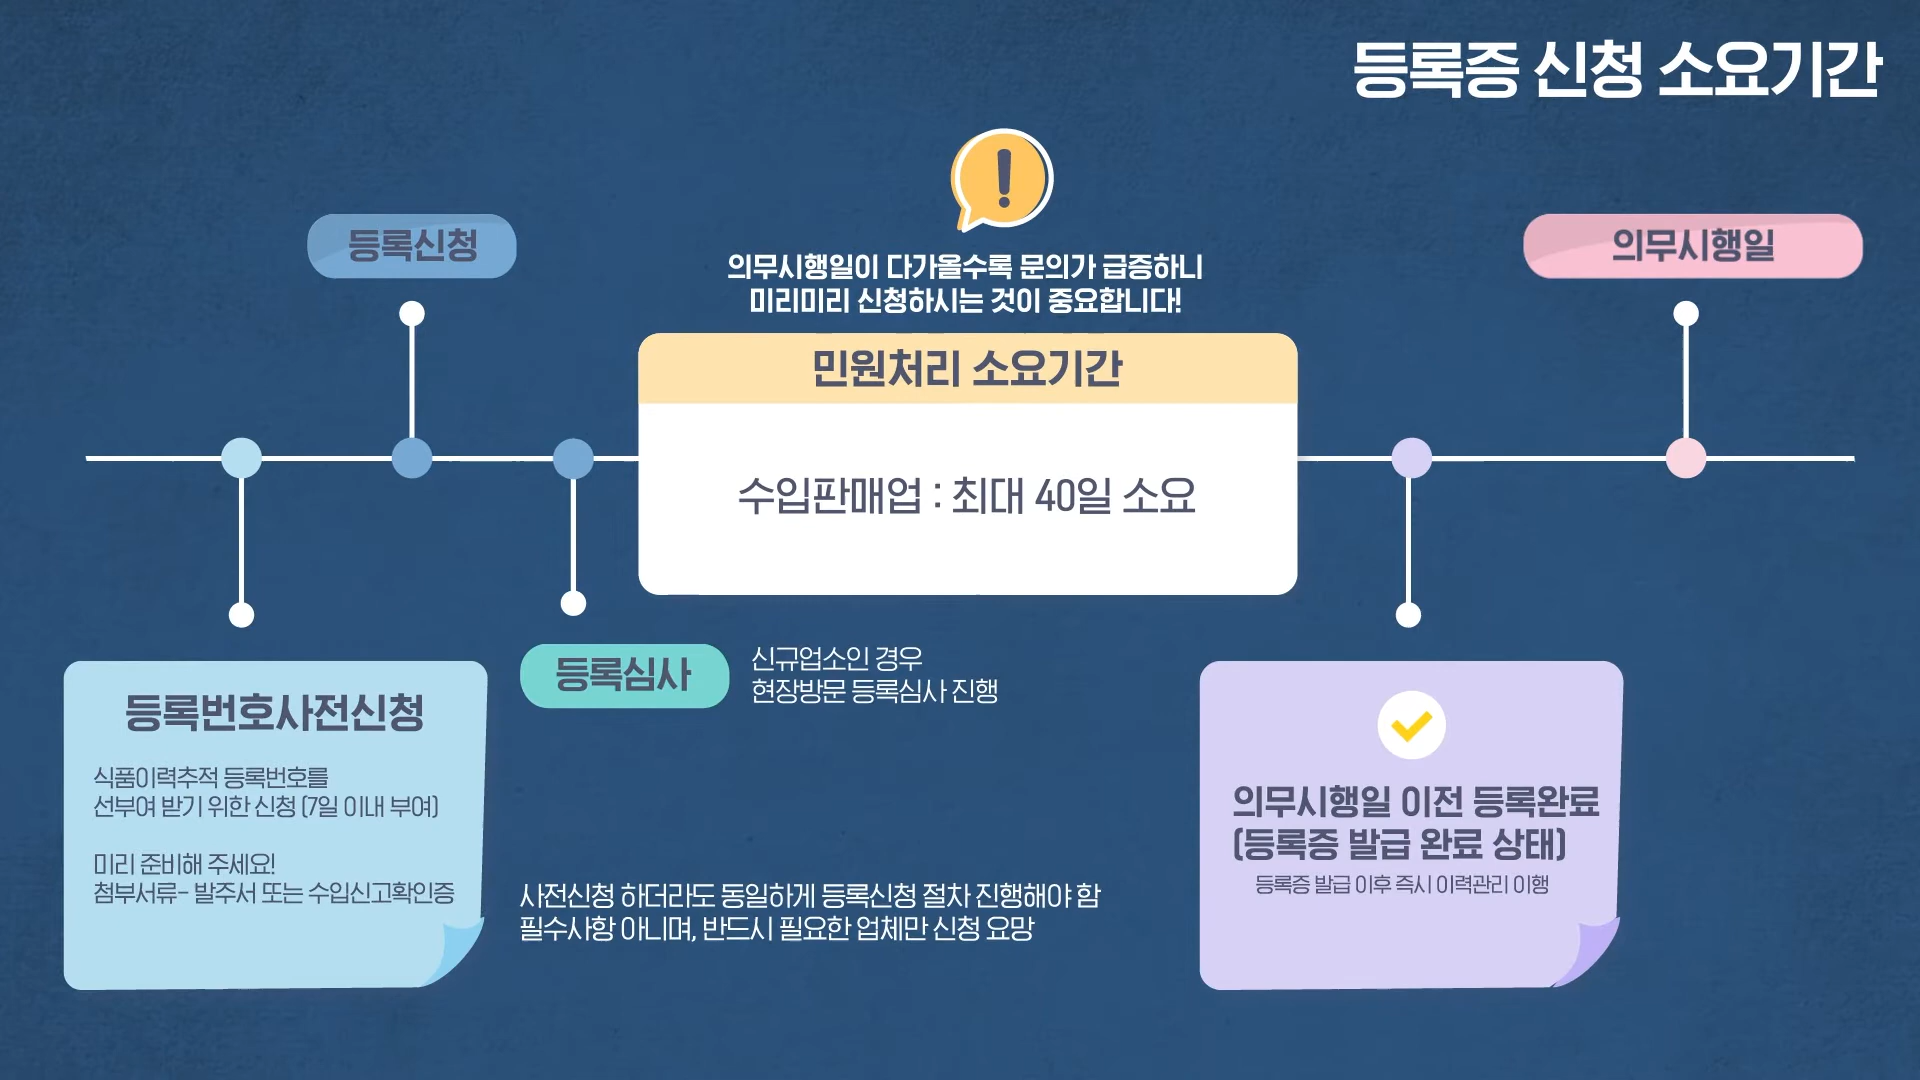 등록증 신청 소요기간
등록신청
의무시행일이 다가올수록 문의가 급증하니
미리미리 신청하시는 것이 중요합니다!
의무시행일
민원처리 소요기간
수입판매업 : 최대 40일 소요
등록번호사전신청
식품이력추적 등록번호를
선부여 받기 위한 신청 (7일 이내 부여)
미리 준비해 주세요!
첨부서류- 발주서 또는 수입신고확인증
등록심사
신규업소인 경우
현장방문 등록심사 진행
사전신청 하더라도 동일하게 등록신청 절차 진행해야 함
필수사항 아니며, 반드시 필요한 업체만 신청 요망
의무시행일 이전 등록완료
(등록증 발급 완료 상태)
등록증 발급 이후 즉시 이력관리 이행